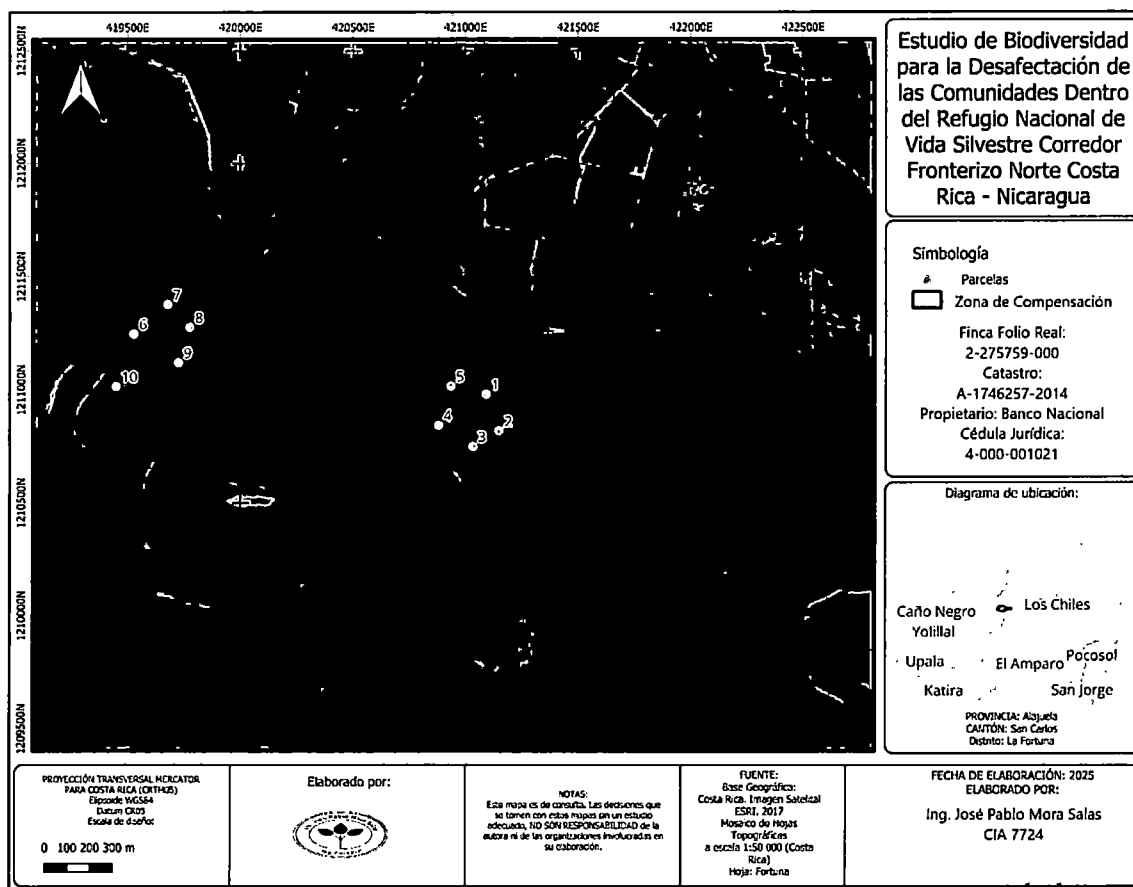 419500E 420000E 420500E 421000E 421500E 422000E 422500E
1212500N
1212000N
1211500N
1211000N
1210500N
1210000N
1209500N
7
6
8
9
10
5
1
4
2
3
Estudio de Biodiversidad
para la Desafectación de
las Comunidades Dentro
del Refugio Nacional de
Vida Silvestre Corredor
Fronterizo Norte Costa
Rica - Nicaragua
Simbología
Parcelas
Zona de Compensación
Finca Folio Real:
2-275759-000
Catastro:
A-1746257-2014
Propietario: Banco Nacional
Cédula Jurídica:
4-000-001021
Diagrama de ubicación:
Caño Negro
Los Chiles
Yolillal
Upala
El Amparo
Pocosol
Katira
San Jorge
PROVINCIA: Alajuela
CANTÓN: San Carlos
Distrito: La Fortuna
PROYECCIÓN TRANSVERSAL MERCATOR
PARA COSTA RICA (CRTM05)
Elipsoide WGS84
Datum CR05
Escala de diseño:
0 100 200 300 m
Elaborado por:
NOTAS:
Este mapa es de consulta. Las decisiones que
se tomen con estos mapas sin un estudio
adecuado, NO SON RESPONSABILIDAD de la
autora ni de las organizaciones involucradas en
su elaboración.
FUENTE:
Base Geográfica:
Costa Rica. Imagen Satelital
ESRI, 2017
Mosaico de Hojas
Topográficas
a escala 1:50 000 (Costa
Rica)
Hoja: Fortuna
FECHA DE ELABORACIÓN: 2025
ELABORADO POR:
Ing. José Pablo Mora Salas
CIA 7724